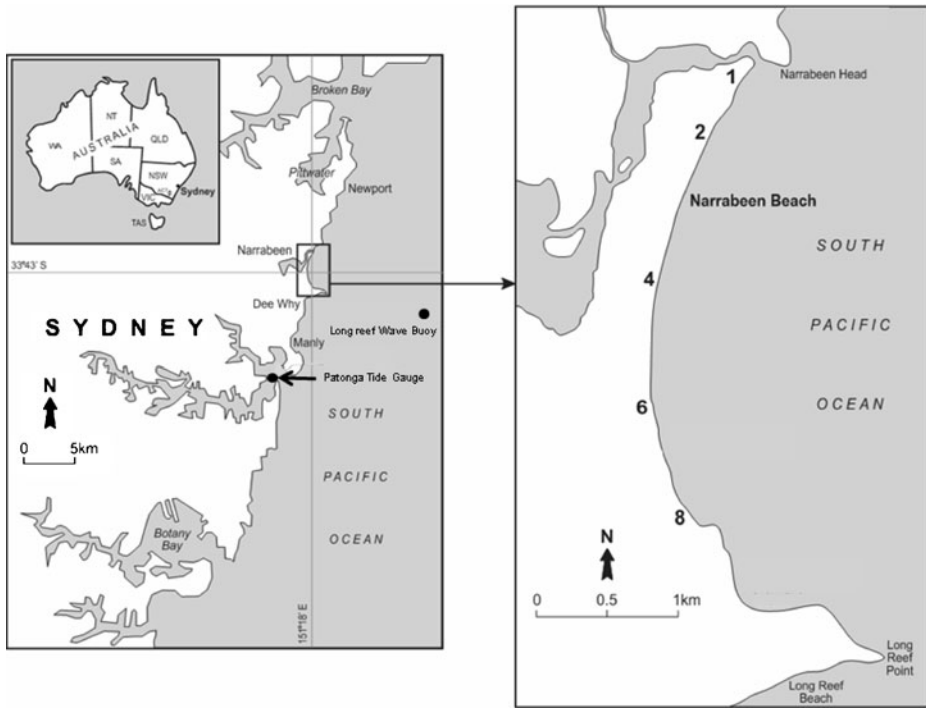 WA
NT
QLD
AUSTRALIA
SA
NSW
VIC
TAS
Sydney
Broken Bay
Pittwater
Newport
Narrabeen
33°43' S
Dee Why
Long reef Wave Buoy
SYDNEY
Manly
Patonga Tide Gauge
N
0 5km
SOUTH
PACIFIC
OCEAN
Botany
Bay
151°18' E
1
Narrabeen Head
2
Narrabeen Beach
SOUTH
4
PACIFIC
6
OCEAN
8
N
0 0.5 1km
Long
Reef
Point
Long Reef
Beach